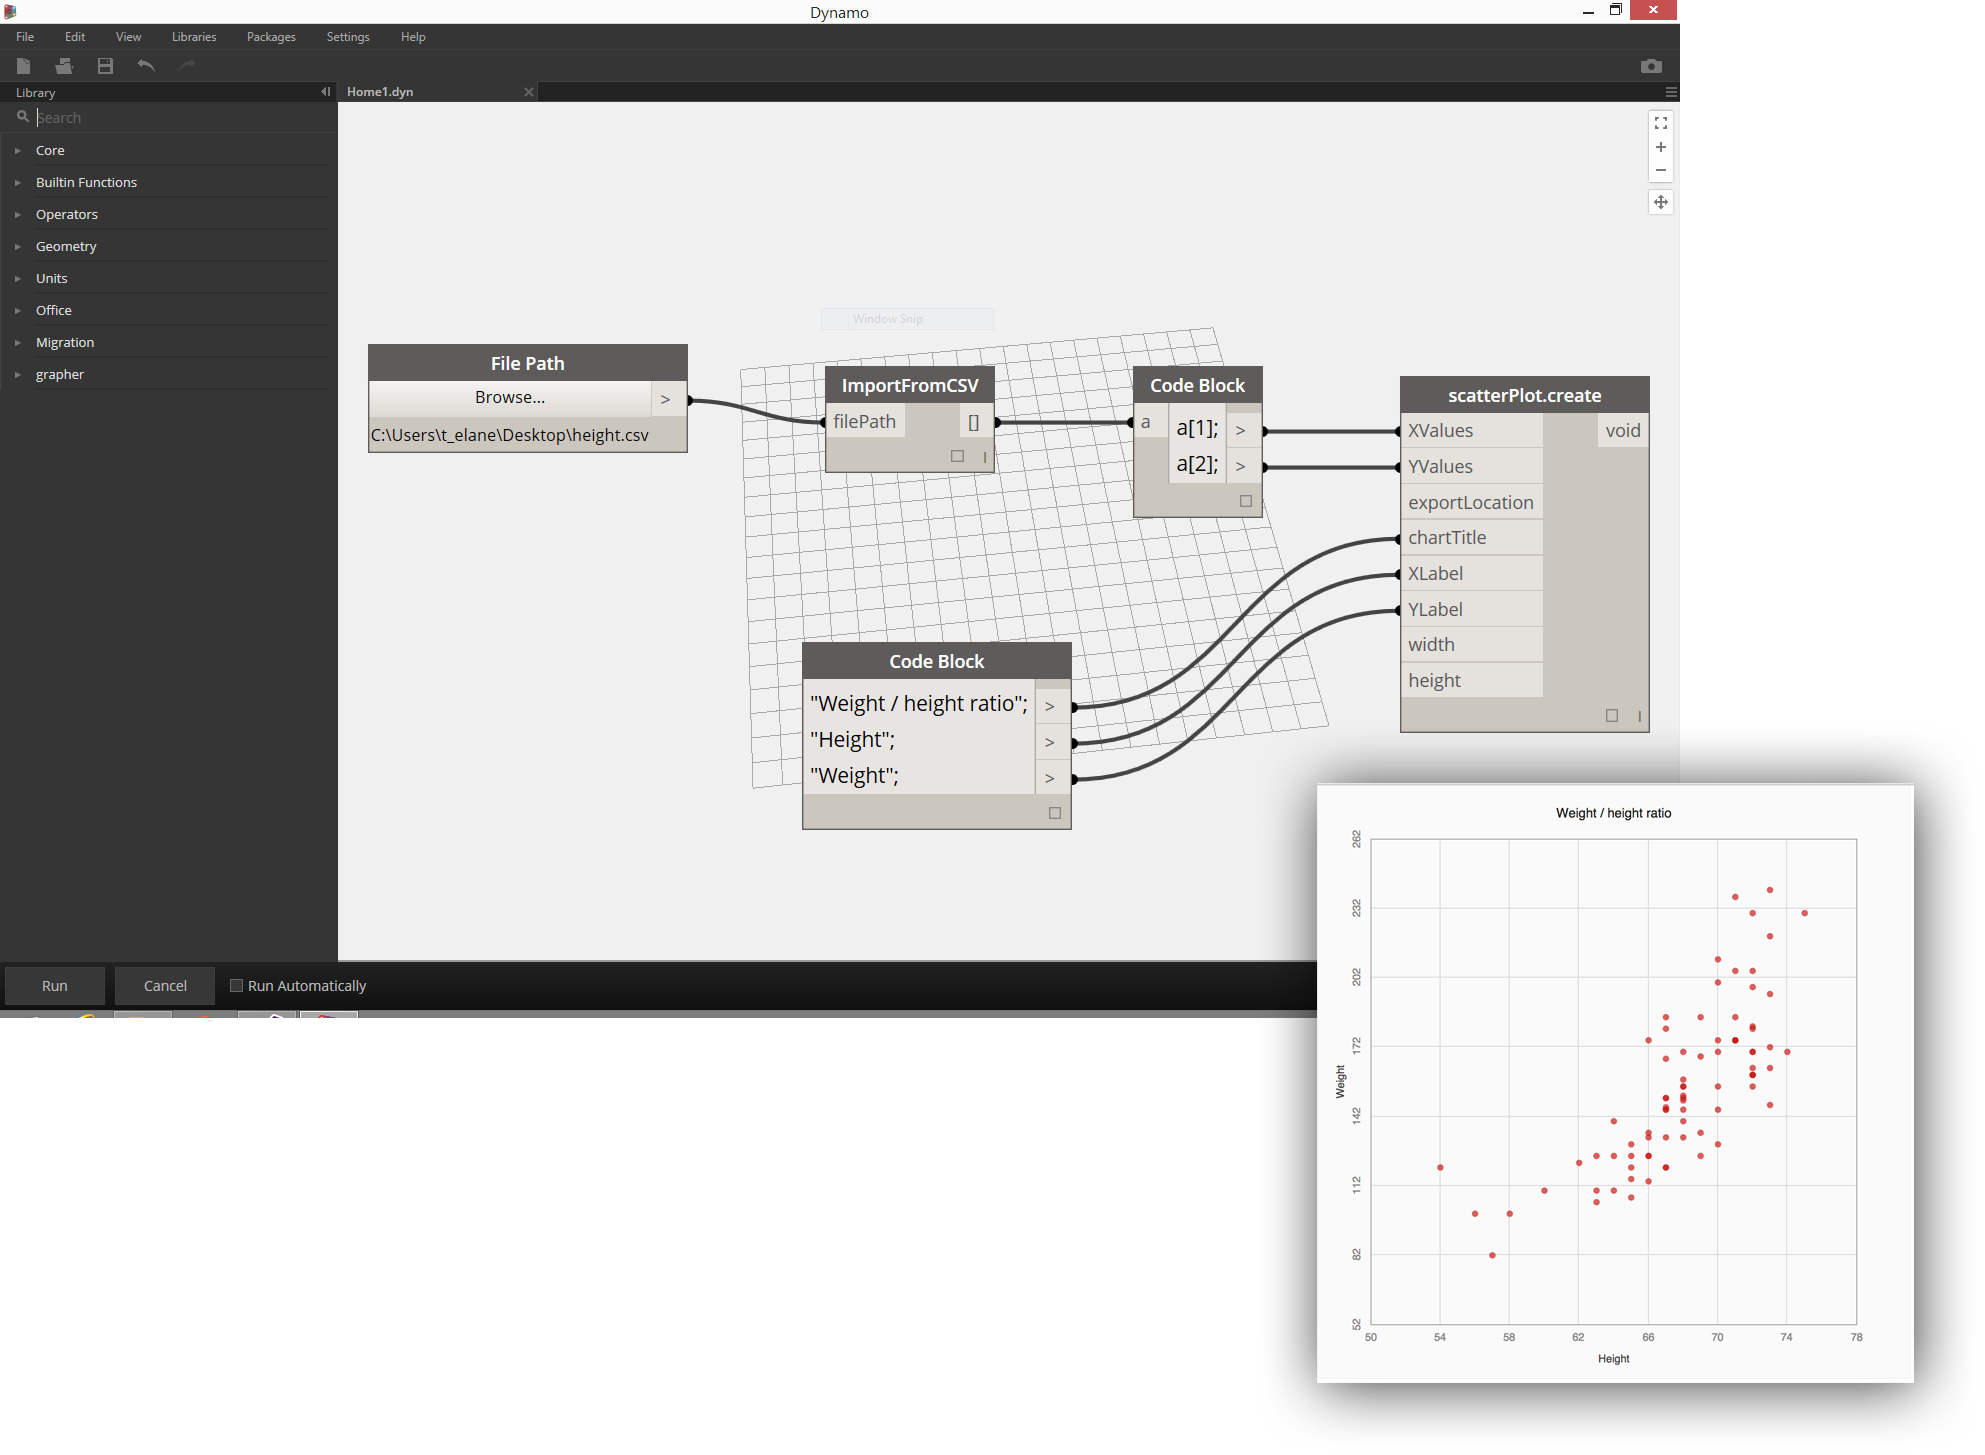 Dynamo
File Edit View Libraries Packages Settings Help
Library
Home1.dyn
Search
Core
Builtin Functions
Operators
Geometry
Units
Office
Migration
grapher
Window Snip
File Path
Browse... >
C:\Users\t_elane\Desktop\height.csv
ImportFromCSV
filePath []
Code Block
a a[1]; >
a[2]; >
scatterPlot.create
XValues void
YValues
exportLocation
chartTitle
XLabel
YLabel
width
height
Code Block
"Weight / height ratio"; >
"Height"; >
"Weight"; >
Run Cancel Run Automatically
Weight / height ratio
262
232
202
172
142
112
82
52
Weight
50 54 58 62 66 70 74 78
Height